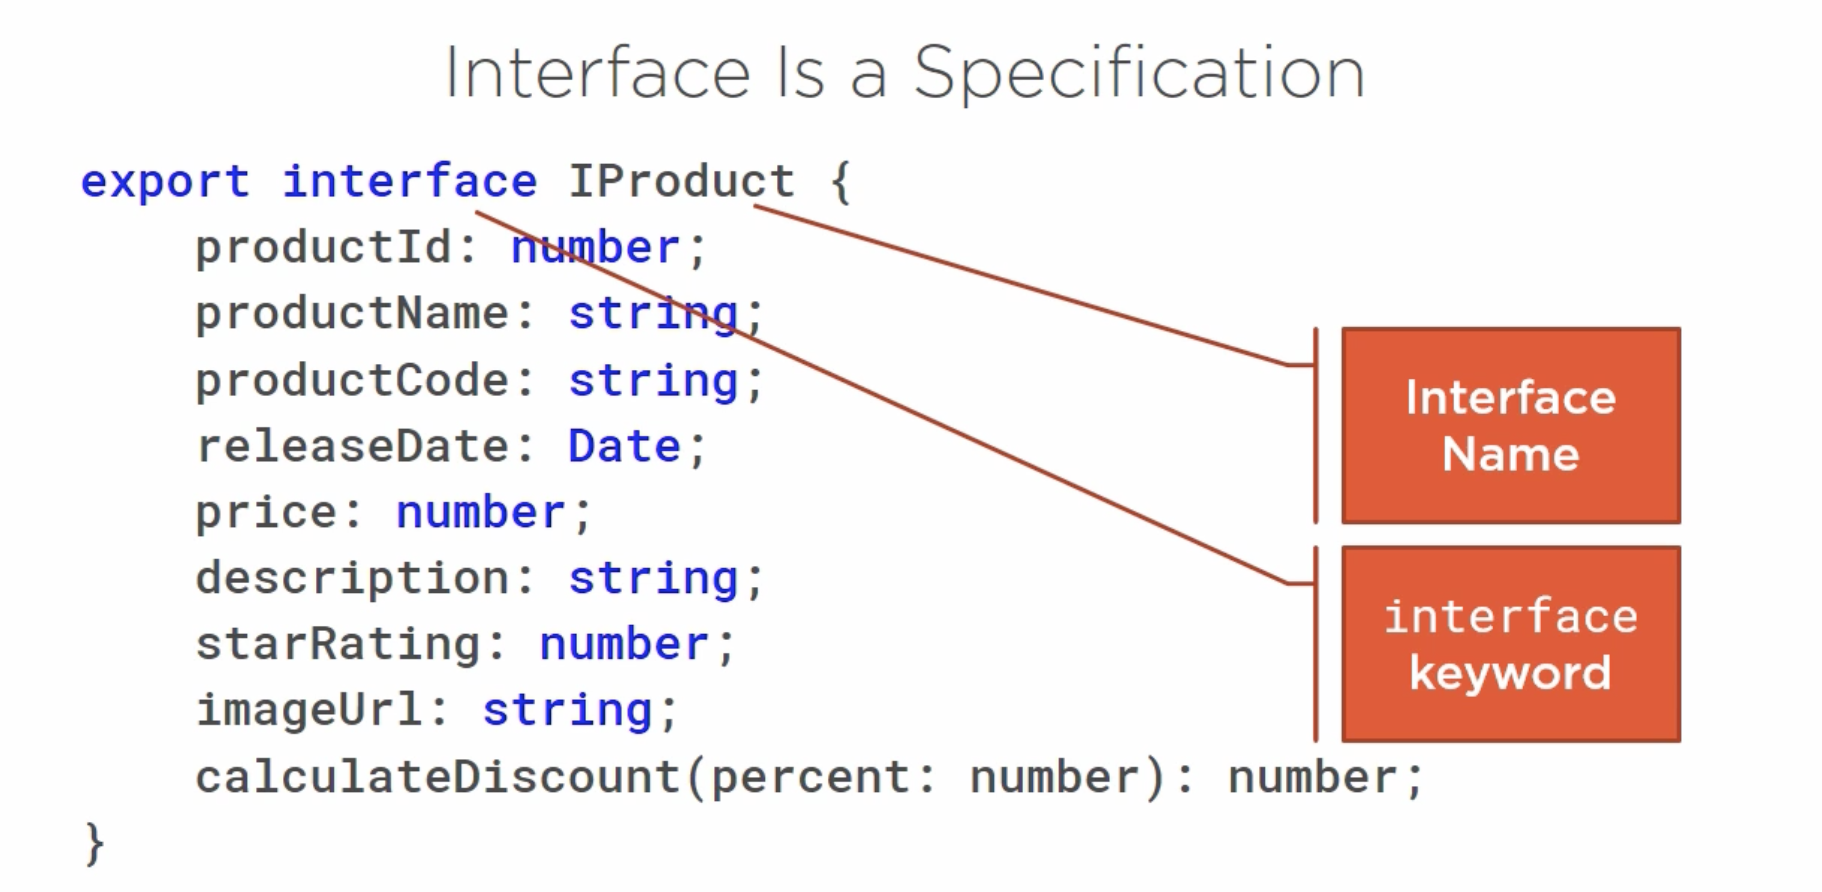 Interface Is a Specification
export interface IProduct {
productId: number;
productName: string;
productCode: string;
releaseDate: Date;
price: number;
description: string;
starRating: number;
imageUrl: string;
calculateDiscount(percent: number): number;
}
Interface
Name
interface
keyword